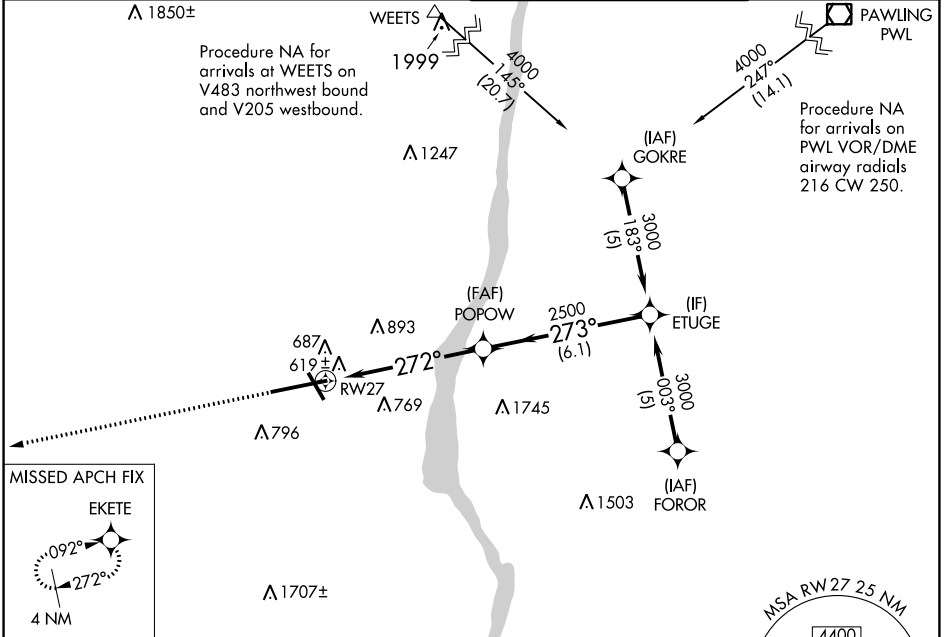 1850±
WEETS
1999
PAWLING
PWL
Procedure NA for
arrivals at WEETS on
V483 northwest bound
and V205 westbound.
4000
145°
(20.7)
4000
247°
(14.1)
Procedure NA
for arrivals on
PWL VOR/DME
airway radials
216 CW 250.
1247
(IAF)
GOKRE
3000
183°
(5)
(FAF)
POPOW
2500
273°
(6.1)
(IF)
ETUGE
893
687
619±
272°
RW27
769
1745
796
3000
003°
(5)
(IAF)
FOROR
1503
MISSED APCH FIX
EKETE
092°
272°
4 NM
1707±
MSA RW27 25 NM
4400